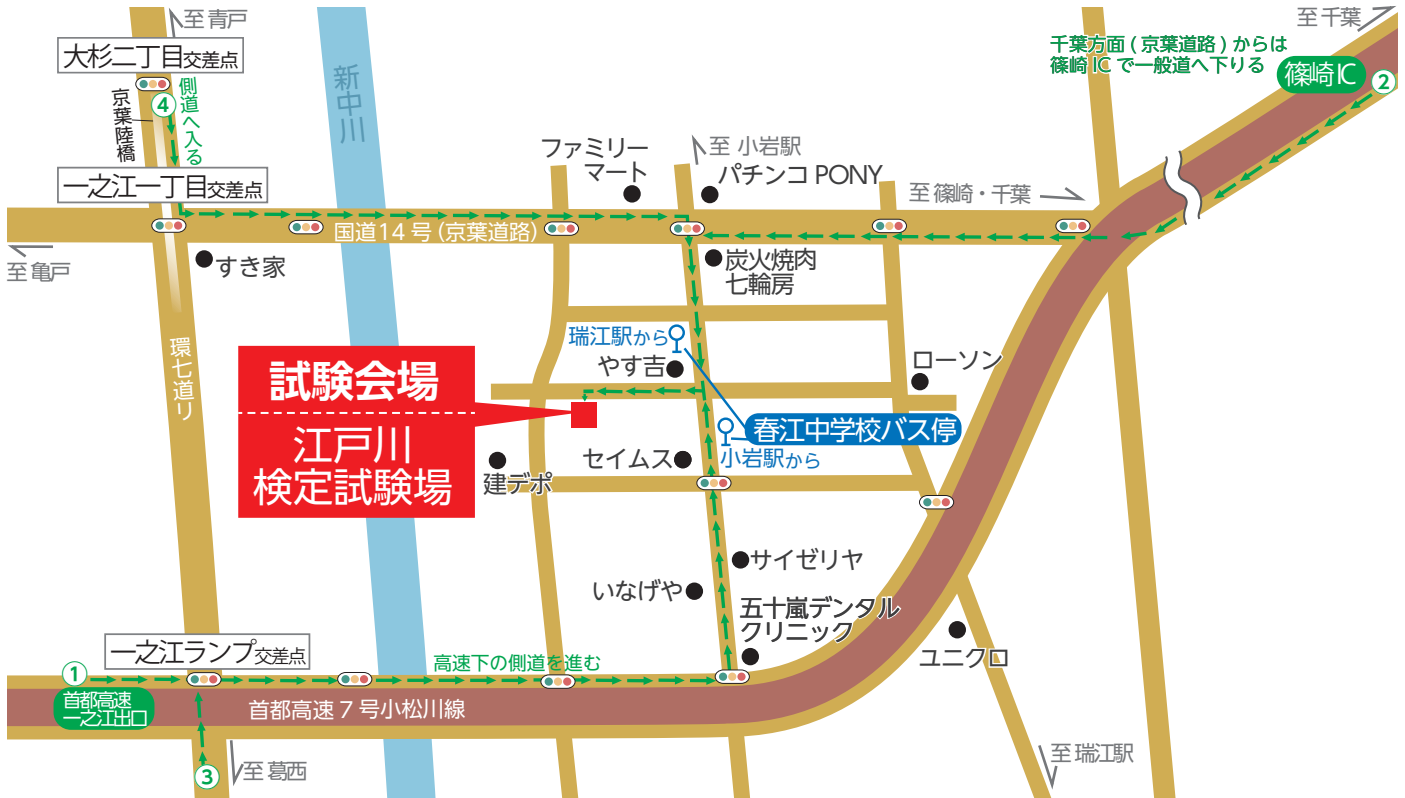 至 青戸
至 千葉
大杉二丁目交差点
千葉方面 ( 京葉道路 ) からは
篠崎 IC で一般道へ下りる
篠崎IC
2
新中川
京葉陸橋
4
側道へ入る
ファミリー
マート
至 小岩駅
パチンコ PONY
一之江一丁目交差点
至 篠崎・千葉
国道14 号 (京葉道路)
至 亀戸
すき家
炭火焼肉
七輪房
環七道り
瑞江駅から
やす吉
ローソン
試験会場
江戸川
検定試験場
春江中学校バス停
小岩駅から
セイムス
建デポ
サイゼリヤ
いなげや
五十嵐デンタル
クリニック
ユニクロ
一之江ランプ交差点
高速下の側道を進む
1
首都高速
一之江出口
首都高速 7 号小松川線
3
至 葛西
至 瑞江駅